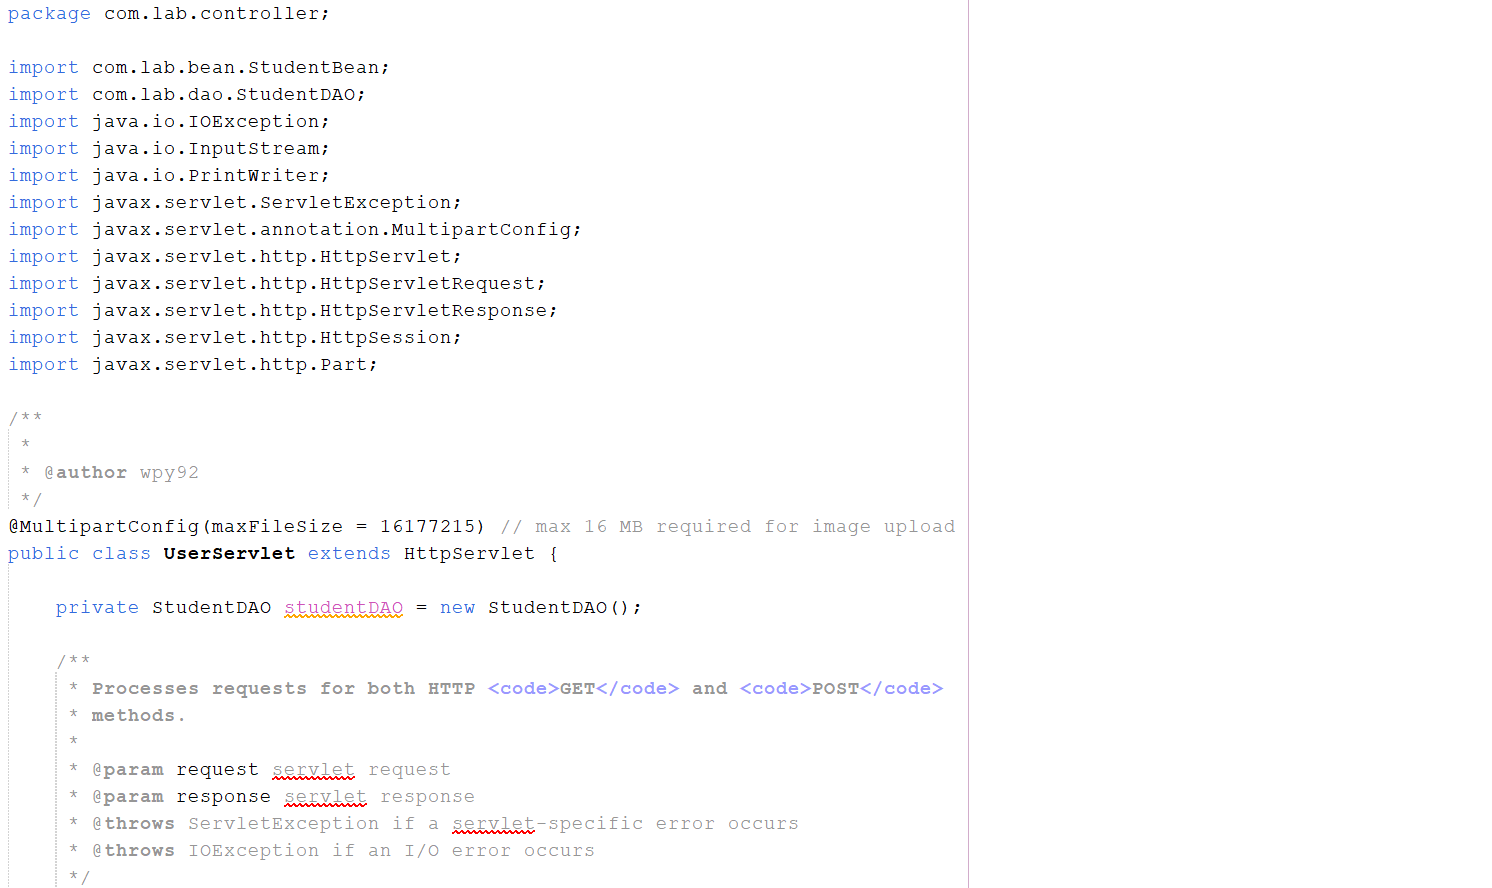 package com.lab.controller;
import com.lab.bean.StudentBean;
import com.lab.dao.StudentDAO;
import java.io.IOException;
import java.io.InputStream;
import java.io.PrintWriter;
import javax.servlet.ServletException;
import javax.servlet.annotation.MultipartConfig;
import javax.servlet.http.HttpServlet;
import javax.servlet.http.HttpServletRequest;
import javax.servlet.http.HttpServletResponse;
import javax.servlet.http.HttpSession;
import javax.servlet.http.Part;
/**
 *
 * @author wpy92
 */
@MultipartConfig(maxFileSize = 16177215) // max 16 MB required for image upload
public class UserServlet extends HttpServlet {
    private StudentDAO studentDAO = new StudentDAO();
    /**
     * Processes requests for both HTTP <code>GET</code> and <code>POST</code>
     * methods.
     *
     * @param request servlet request
     * @param response servlet response
     * @throws ServletException if a servlet-specific error occurs
     * @throws IOException if an I/O error occurs
     */